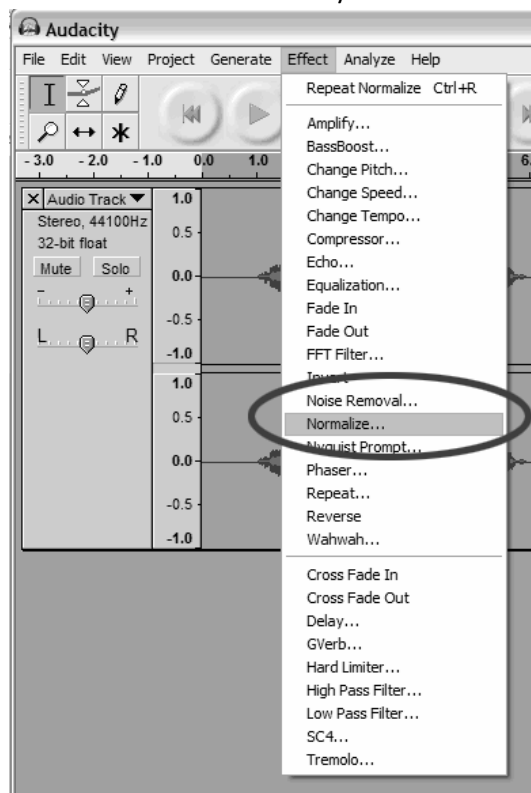 Audacity
File Edit View Project Generate Effect Analyze Help
Repeat Normalize Ctrl+R
Amplify...
BassBoost...
Change Pitch...
Change Speed...
Change Tempo...
Compressor...
Echo...
Equalization...
Fade In
Fade Out
FFT Filter...
Invert
Noise Removal...
Normalize...
Nyquist Prompt...
Phaser...
Repeat...
Reverse
Wahwah...
Cross Fade In
Cross Fade Out
Delay...
GVerb...
Hard Limiter...
High Pass Filter...
Low Pass Filter...
SC4...
Tremolo...
-3.0 -2.0 -1.0 0.0 1.0 6.
X Audio Track
Stereo, 44100Hz
32-bit float
Mute Solo
- +
L R
1.0
0.5
0.0
-0.5
-1.0
1.0
0.5
0.0
-0.5
-1.0